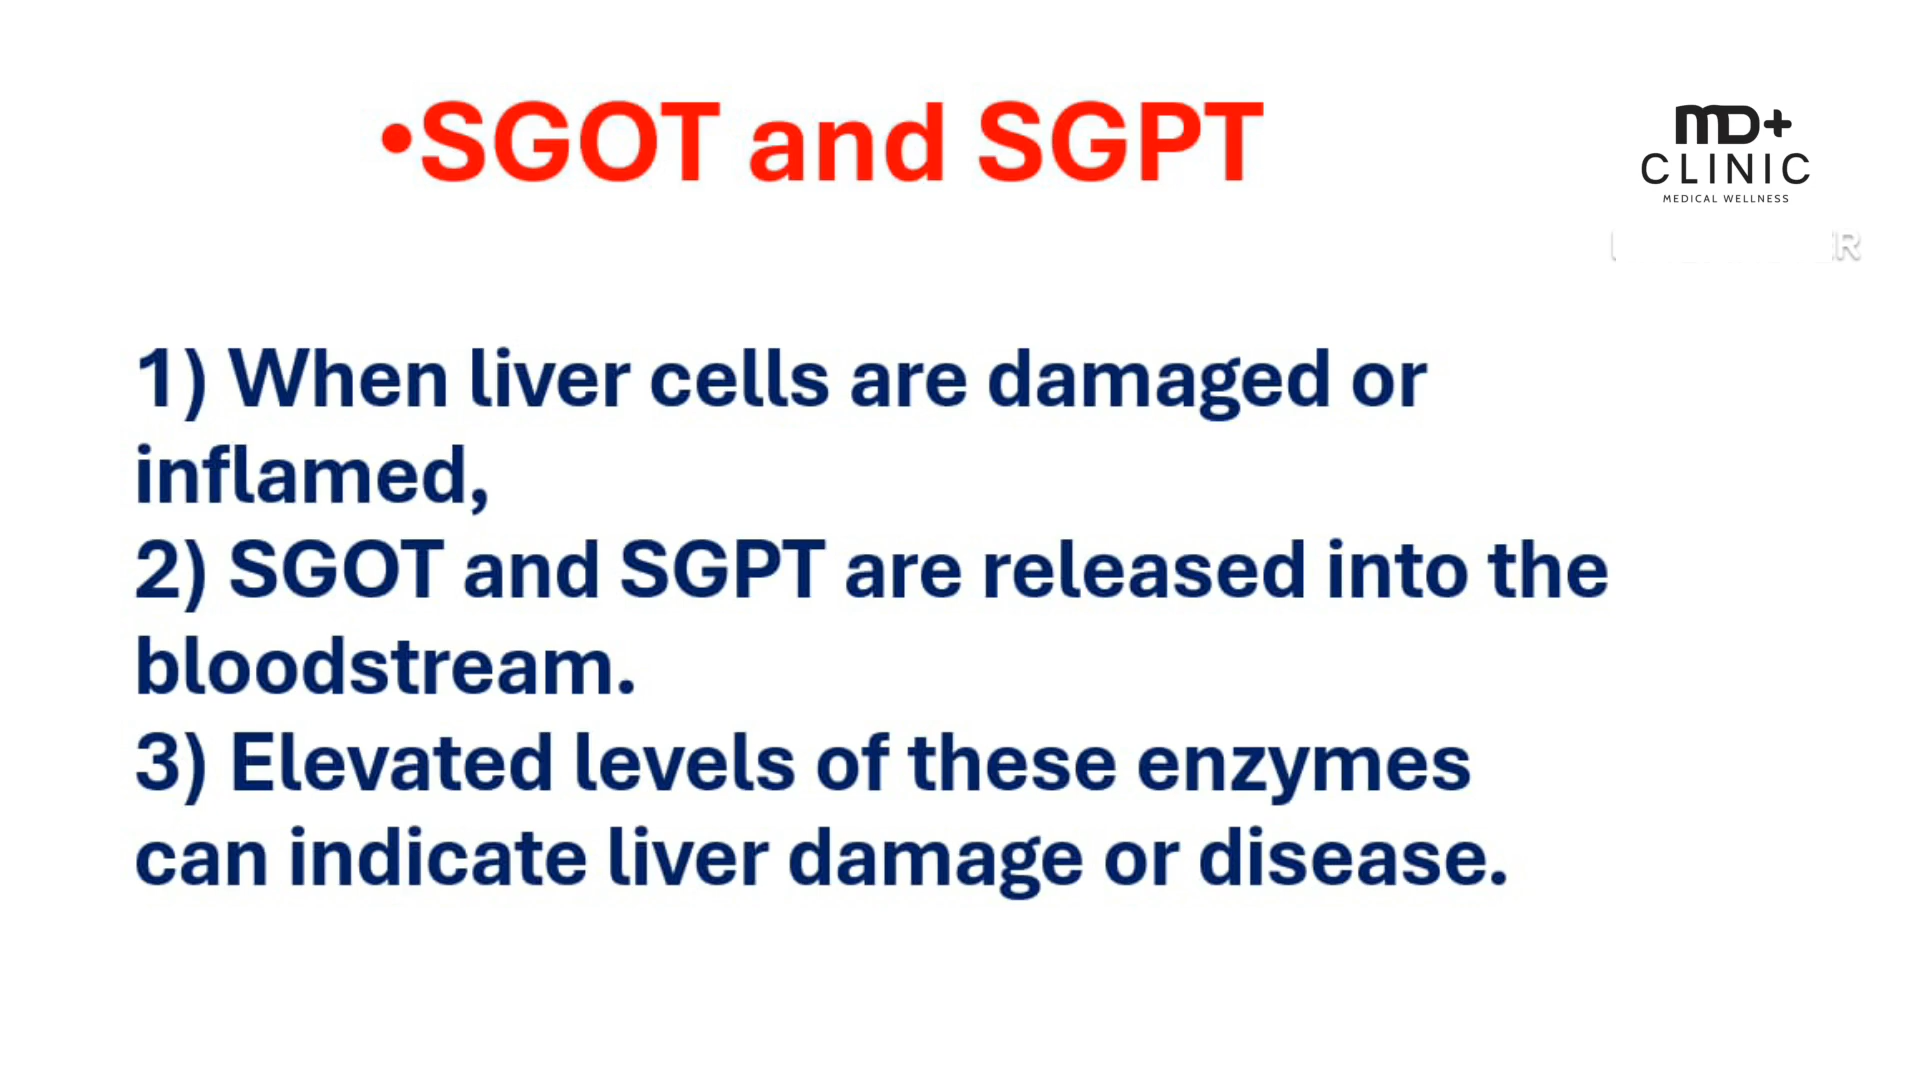 •SGOT and SGPT
MD+
CLINIC
MEDICAL WELLNESS
1) When liver cells are damaged or
inflamed,
2) SGOT and SGPT are released into the
bloodstream.
3) Elevated levels of these enzymes
can indicate liver damage or disease.